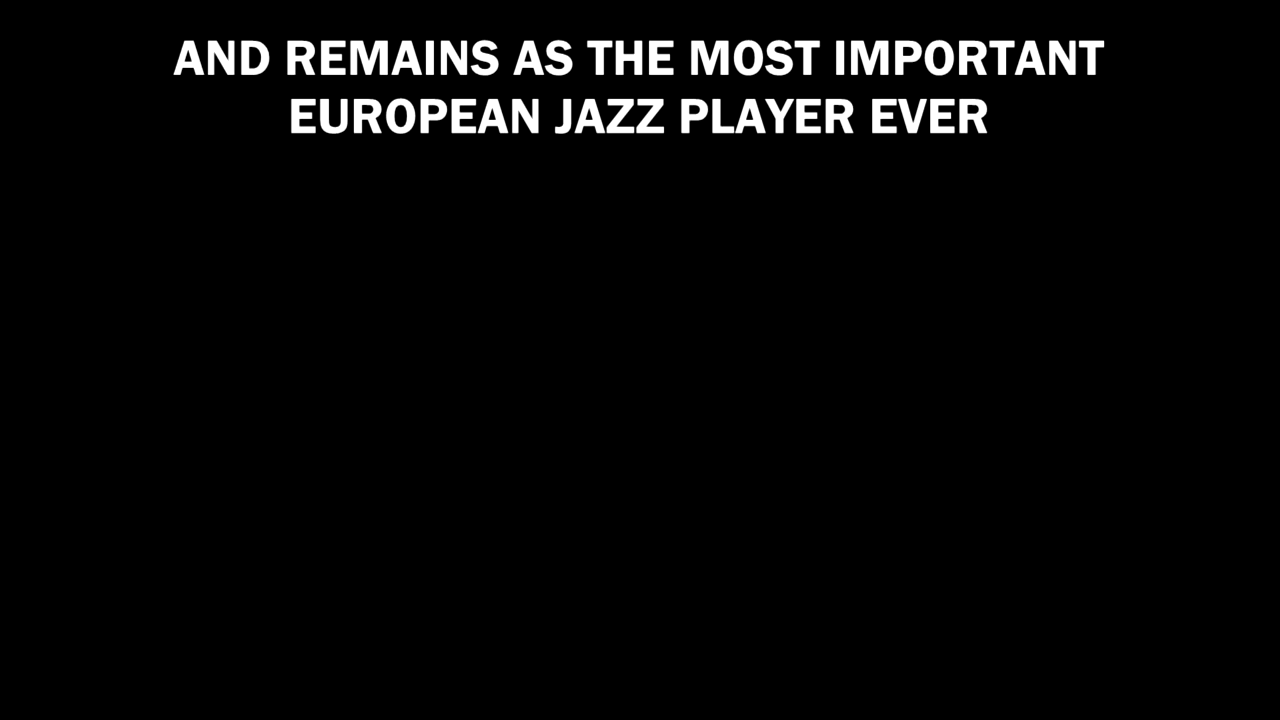 AND REMAINS AS THE MOST IMPORTANT
EUROPEAN JAZZ PLAYER EVER